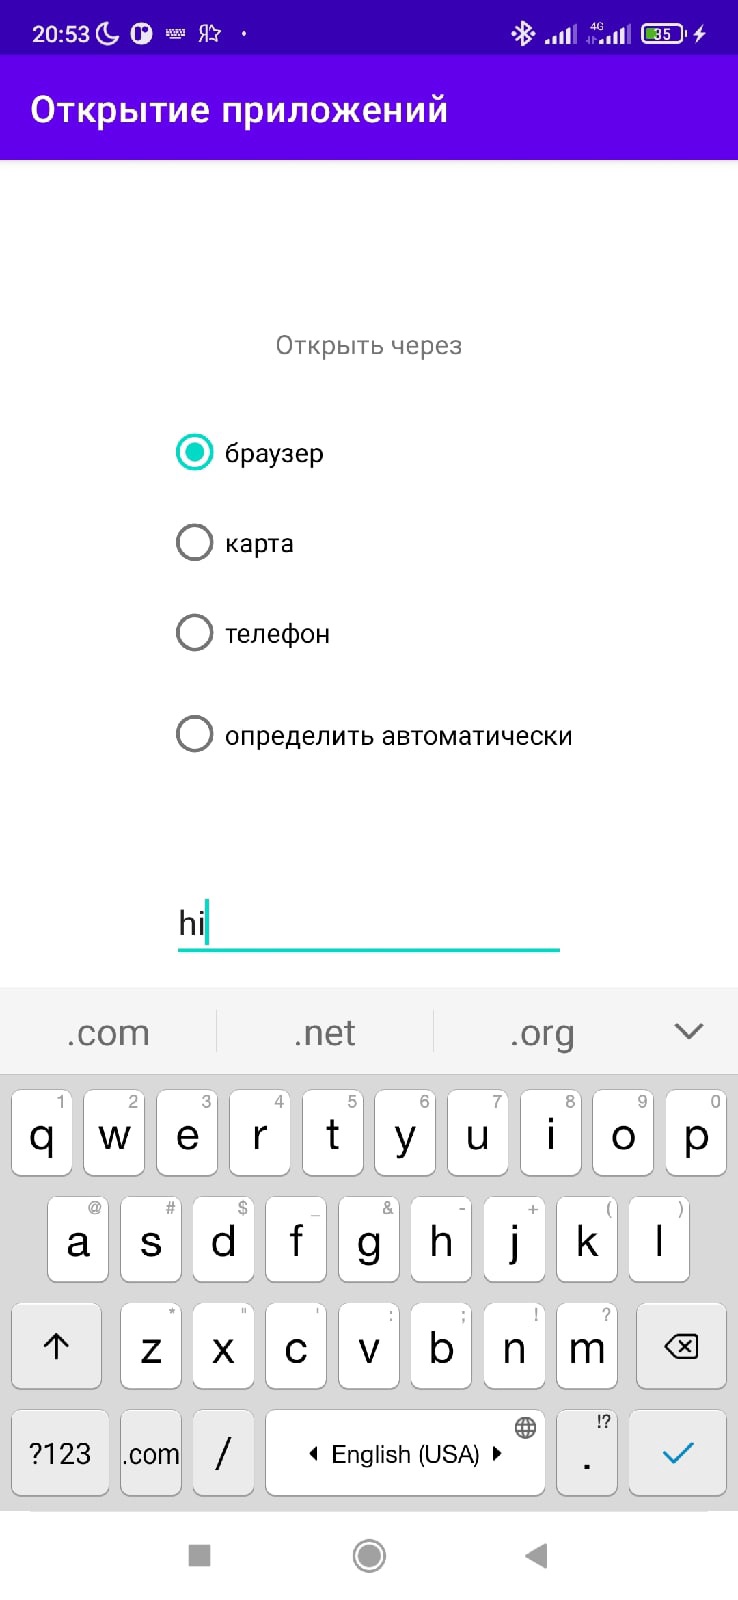 20:53 Я 4G 35
Открытие приложений
Открыть через
браузер
карта
телефон
определить автоматически
hi
.com .net .org
1 2 3 4 5 6 7 8 9 0
q w e r t y u i o p
@ # $ _ & - + ( )
a s d f g h j k l
* " ' : ; ! ?
z x c v b n m
!?
?123 .com / English (USA) .